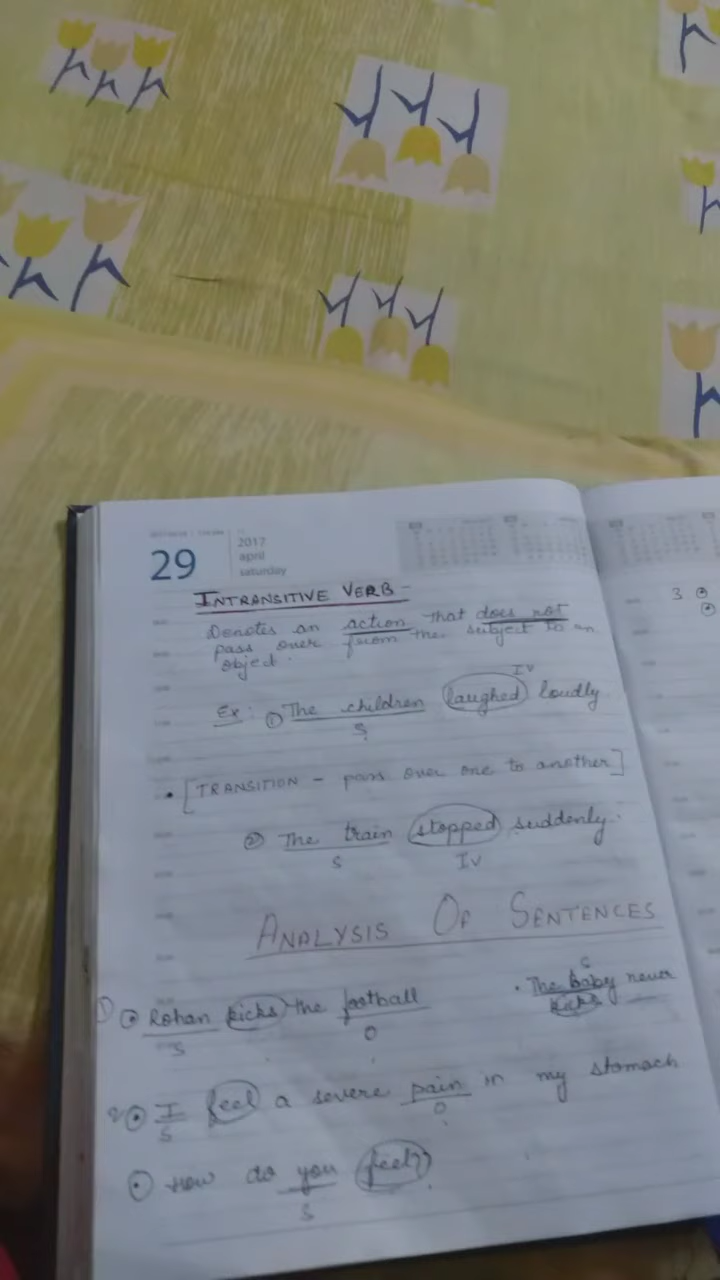 29
2017
april
saturday
INTRANSITIVE VERB -
Denotes an action that does not
pass over from the subject to an
object.
IV
Ex: ① The children laughed loudly
S
• [TRANSITION - pass over one to another]
② The train stopped suddenly.
S IV
ANALYSIS OF SENTENCES
① Rohan kicks the football
S O
S
• The baby never
kicks
2 I feel a severe pain in my stomach
S O
How do you feel??
S
3.